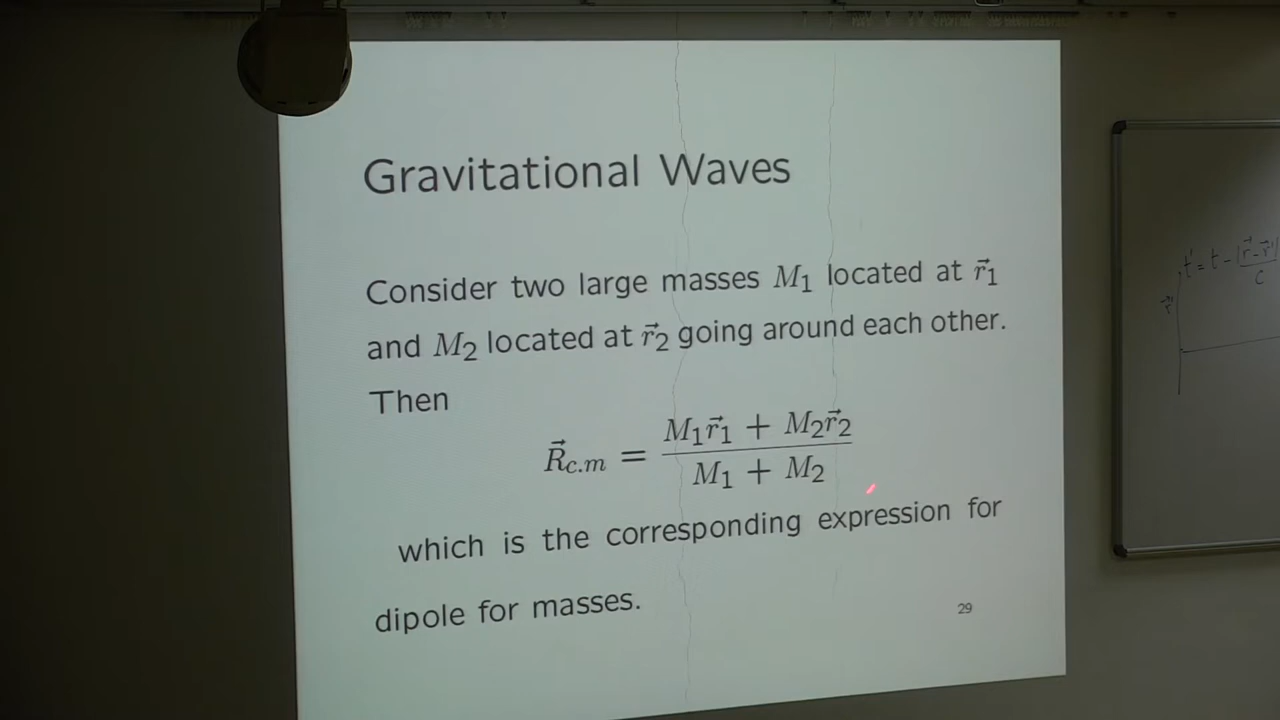 Gravitational Waves
Consider two large masses M₁ located at r⃗₁
and M₂ located at r⃗₂ going around each other.
Then
R⃗c.m = (M₁r⃗₁ + M₂r⃗₂) / (M₁ + M₂)
which is the corresponding expression for
dipole for masses.
29
t' = t - |r⃗ - r⃗'| / c